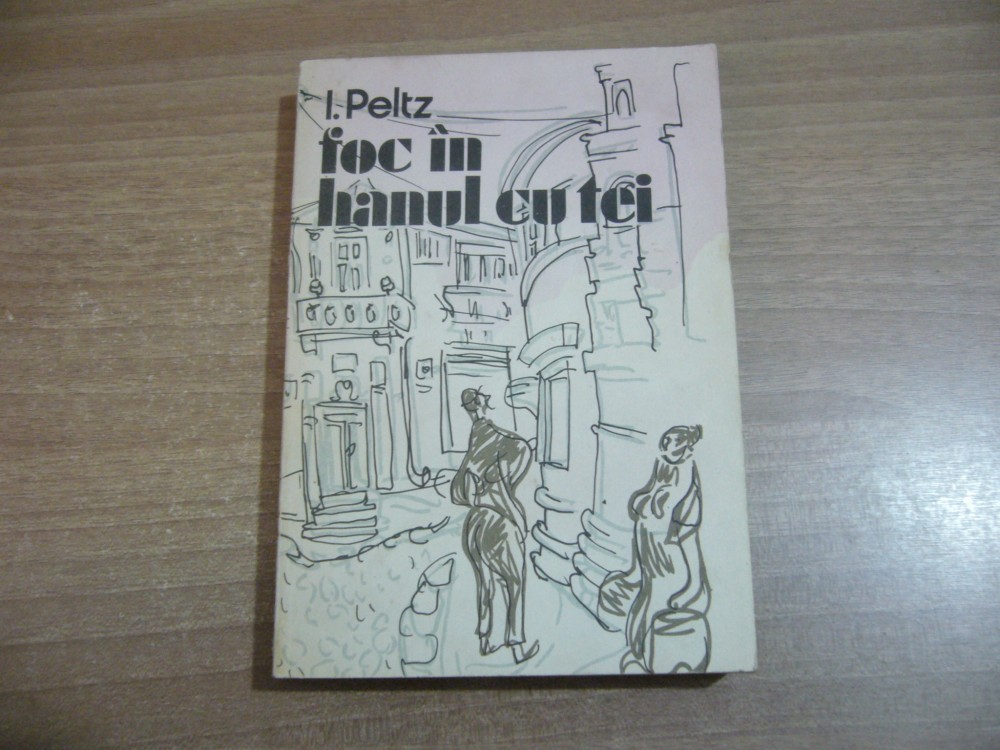 I. Peltz
foc în
hanul cu tei